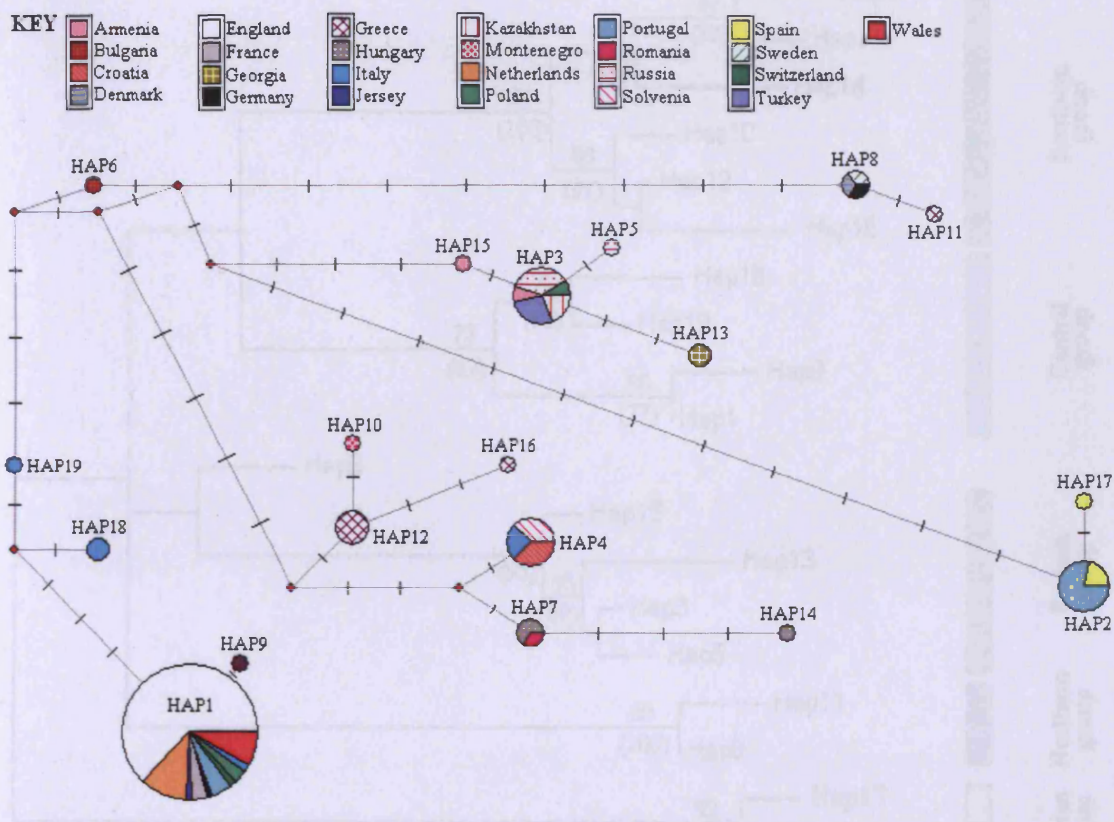 KEY
Armenia
Bulgaria
Croatia
Denmark
England
France
Georgia
Germany
Greece
Hungary
Italy
Jersey
Kazakhstan
Montenegro
Netherlands
Poland
Portugal
Romania
Russia
Solvenia
Spain
Sweden
Switzerland
Turkey
Wales
HAP6
HAP8
HAP11
HAP15
HAP3
HAP5
HAP13
HAP10
HAP16
HAP19
HAP17
HAP12
HAP18
HAP4
HAP2
HAP7
HAP14
HAP9
HAP1